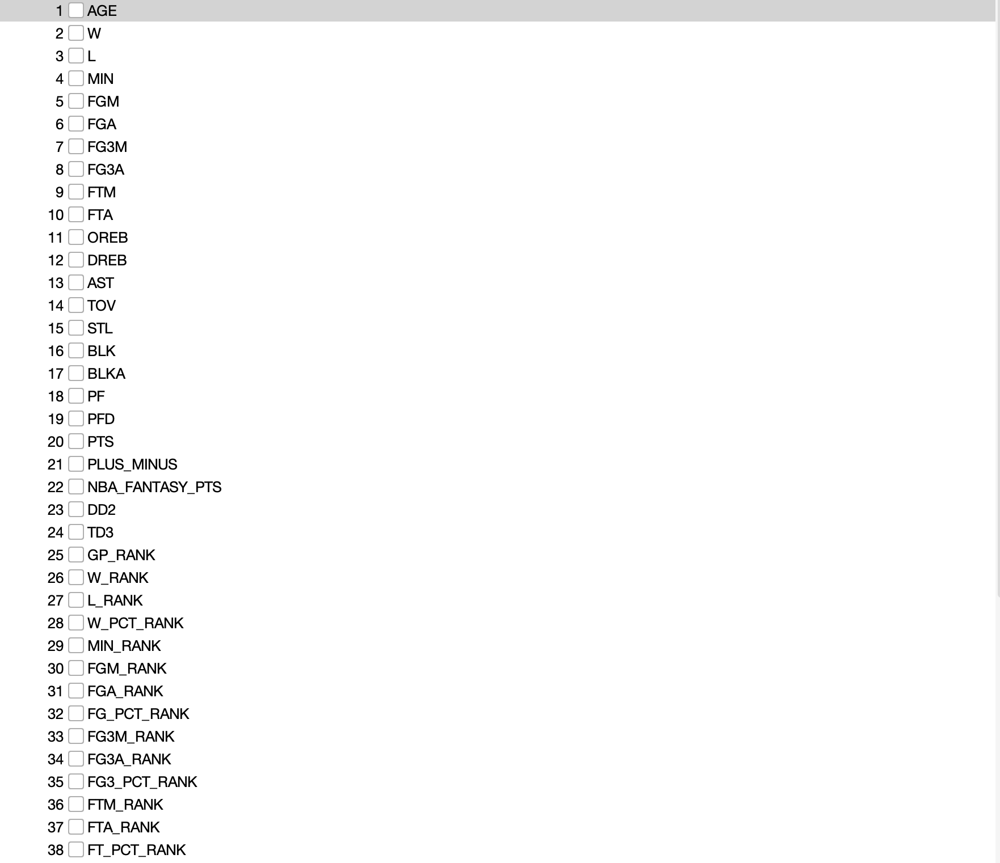 1 AGE
2 W
3 L
4 MIN
5 FGM
6 FGA
7 FG3M
8 FG3A
9 FTM
10 FTA
11 OREB
12 DREB
13 AST
14 TOV
15 STL
16 BLK
17 BLKA
18 PF
19 PFD
20 PTS
21 PLUS_MINUS
22 NBA_FANTASY_PTS
23 DD2
24 TD3
25 GP_RANK
26 W_RANK
27 L_RANK
28 W_PCT_RANK
29 MIN_RANK
30 FGM_RANK
31 FGA_RANK
32 FG_PCT_RANK
33 FG3M_RANK
34 FG3A_RANK
35 FG3_PCT_RANK
36 FTM_RANK
37 FTA_RANK
38 FT_PCT_RANK